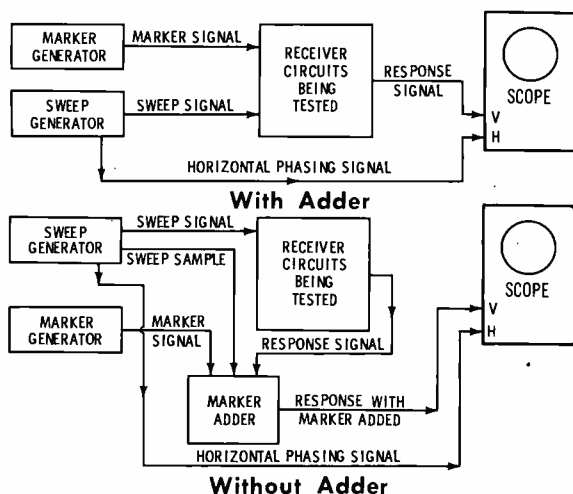 MARKER
GENERATOR
MARKER SIGNAL
RECEIVER
CIRCUITS
BEING
TESTED
RESPONSE
SIGNAL
SCOPE
SWEEP
GENERATOR
SWEEP SIGNAL
V
H
HORIZONTAL PHASING SIGNAL
With Adder
SWEEP
GENERATOR
SWEEP SIGNAL
SWEEP SAMPLE
RECEIVER
CIRCUITS
BEING
TESTED
SCOPE
V
H
MARKER
GENERATOR
MARKER
SIGNAL
RESPONSE SIGNAL
MARKER
ADDER
RESPONSE WITH
MARKER ADDED
HORIZONTAL PHASING SIGNAL
Without Adder